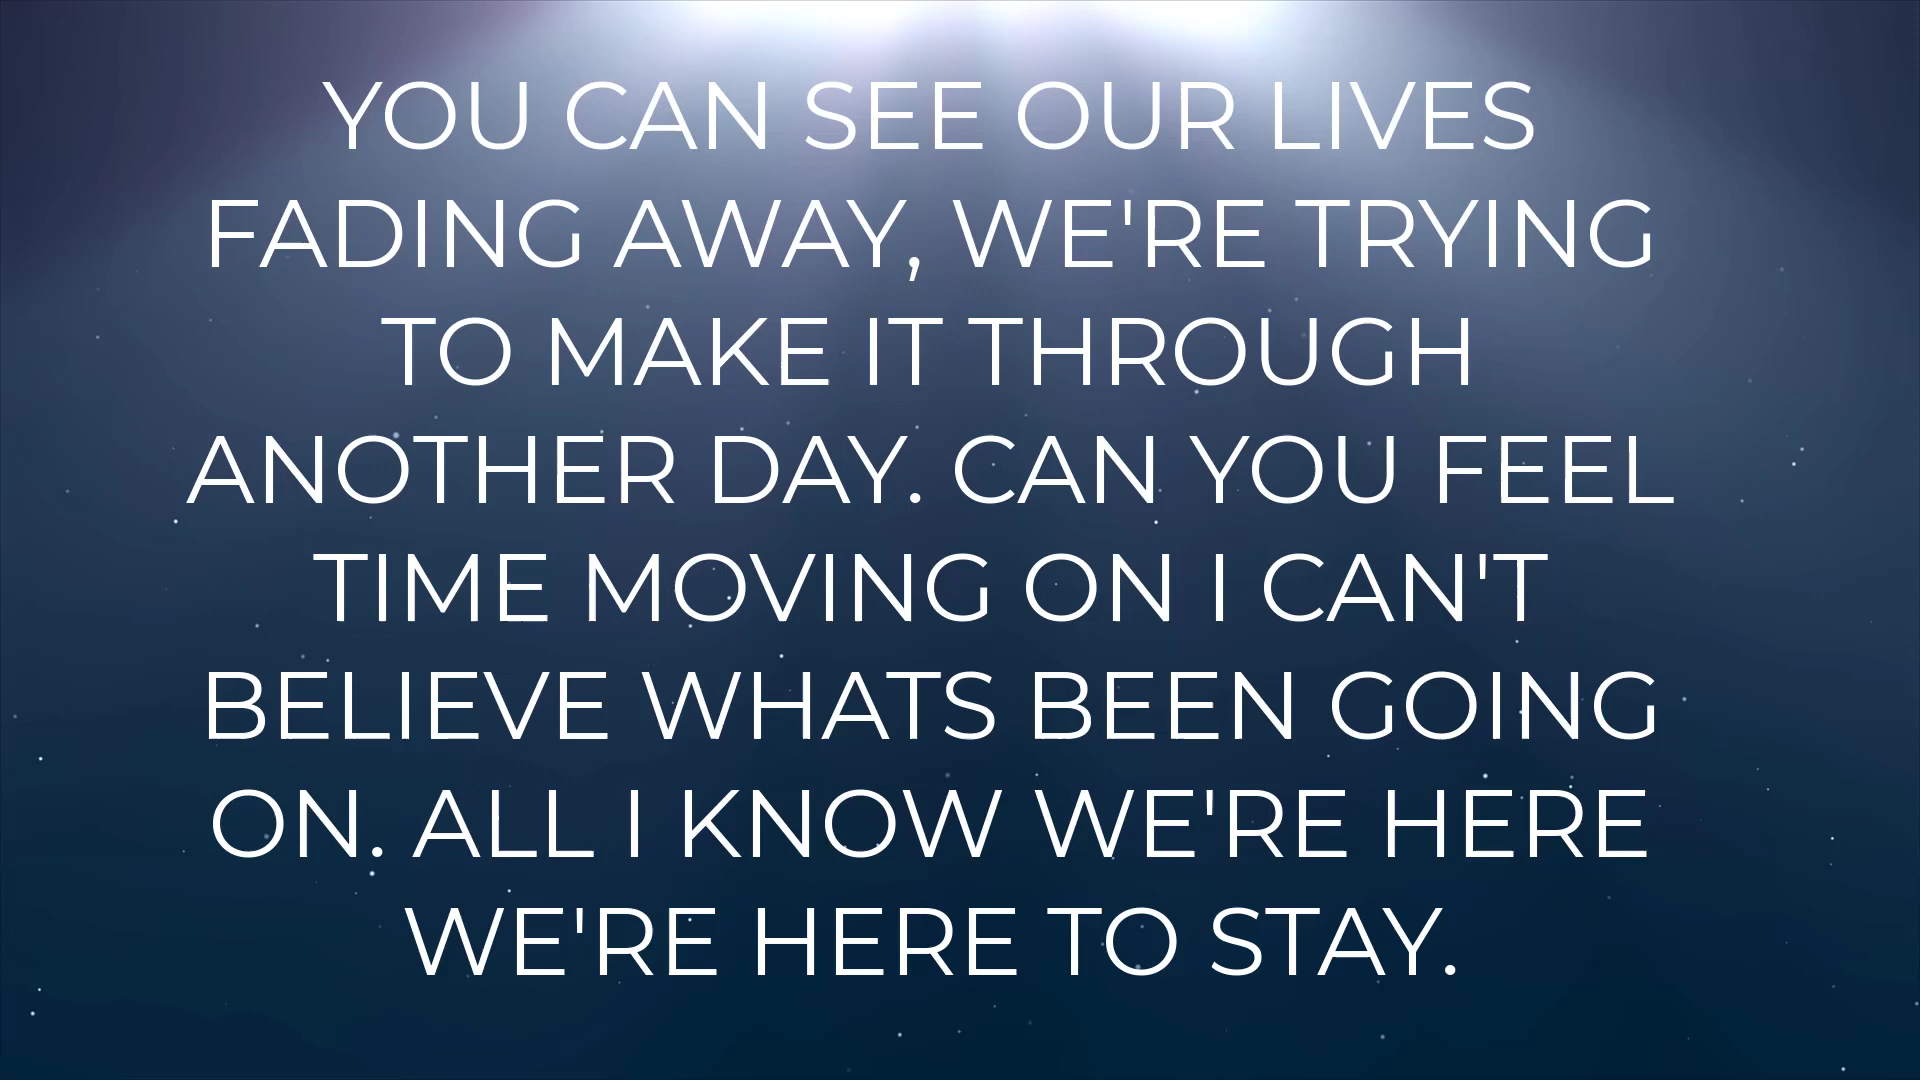 YOU CAN SEE OUR LIVES
FADING AWAY, WE'RE TRYING
TO MAKE IT THROUGH
ANOTHER DAY. CAN YOU FEEL
TIME MOVING ON I CAN'T
BELIEVE WHATS BEEN GOING
ON. ALL I KNOW WE'RE HERE
WE'RE HERE TO STAY.